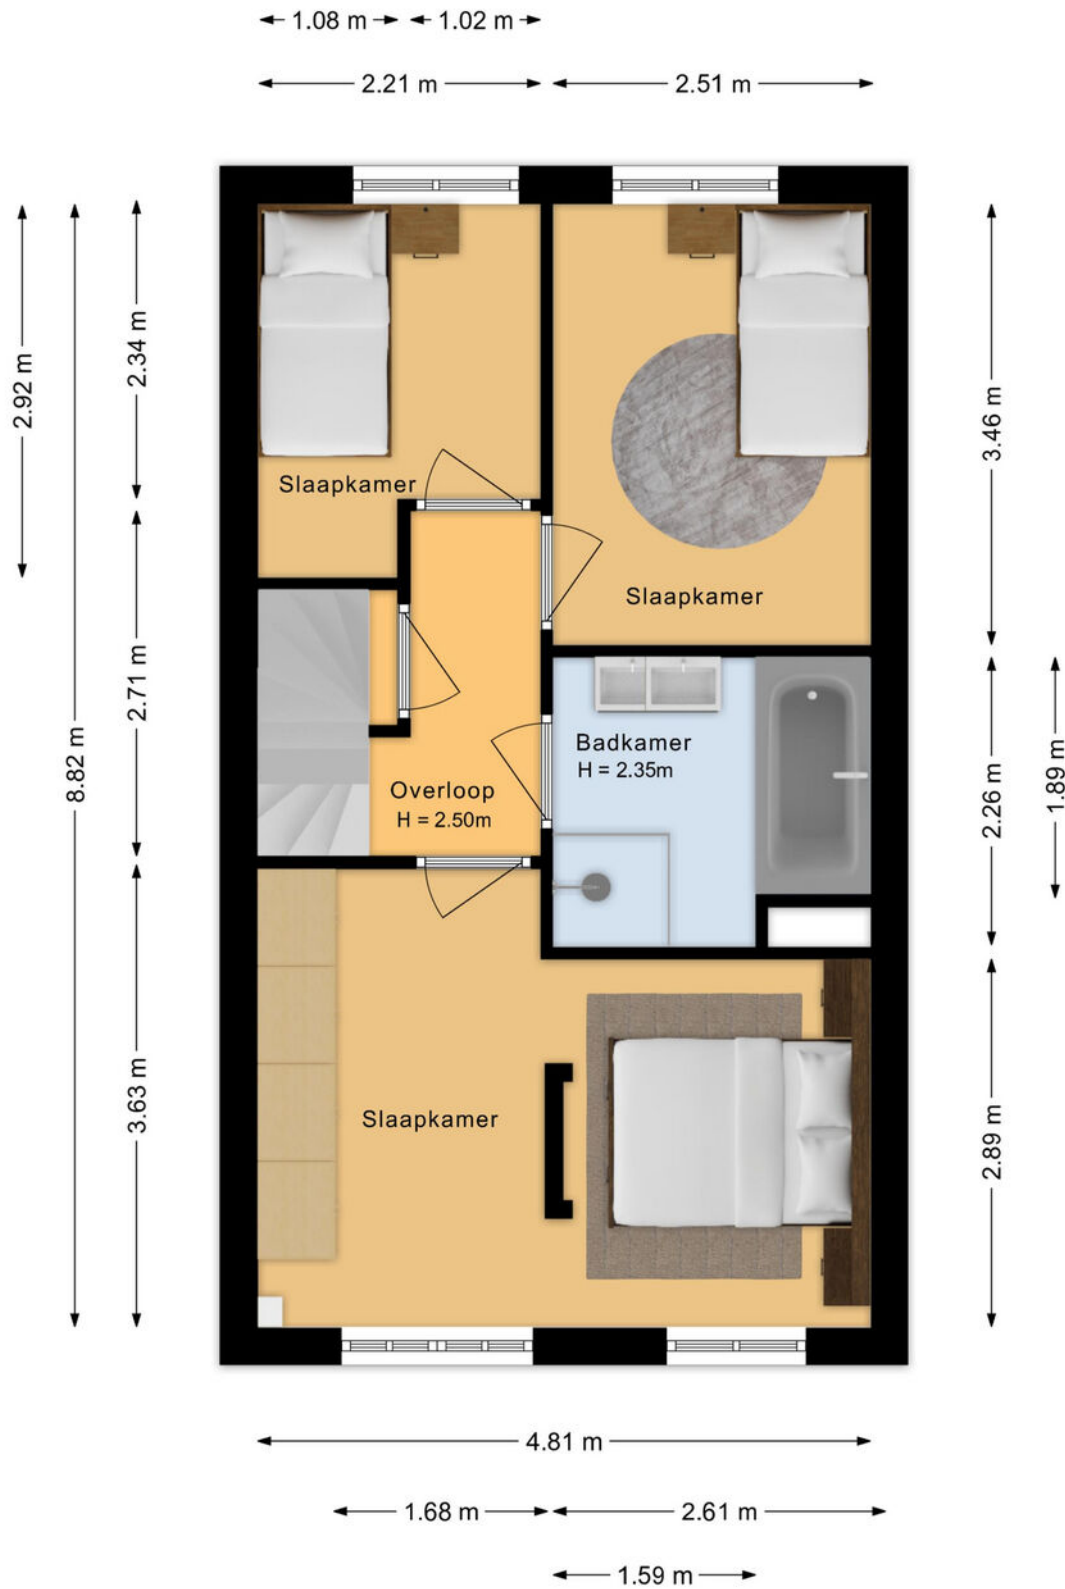 1.08 m
1.02 m
2.21 m
2.51 m
2.92 m
8.82 m
2.34 m
2.71 m
3.63 m
3.46 m
2.26 m
1.89 m
2.89 m
Slaapkamer
Slaapkamer
Badkamer
H = 2.35m
Overloop
H = 2.50m
Slaapkamer
4.81 m
1.68 m
2.61 m
1.59 m